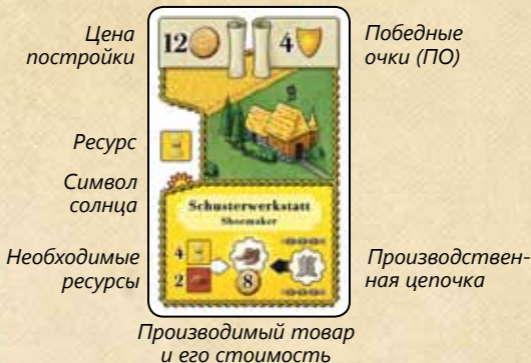 Цена
постройки
12
4
Победные
очки (ПО)
Ресурс
Символ
солнца
Schusterwerkstatt
Shoemaker
Необходимые
ресурсы
4
2
8
Производствен-
ная цепочка
Производимый товар
и его стоимость